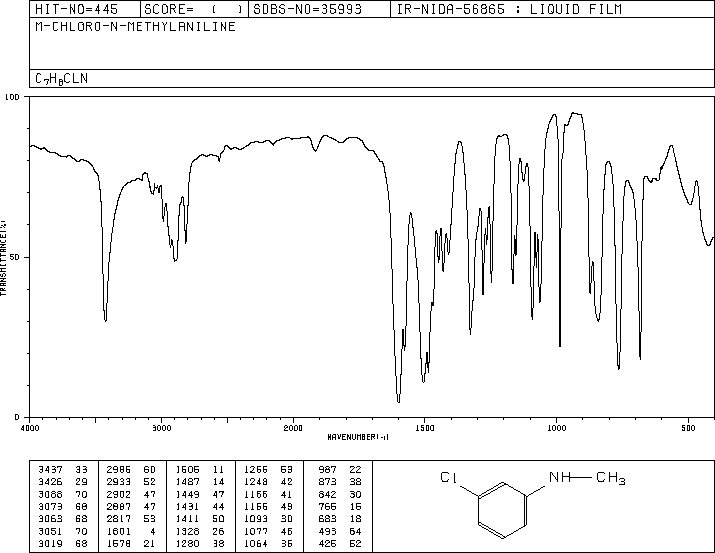 HIT-NO=445 SCORE= ( ) SDBS-NO=35993 IR-NIDA-56865 : LIQUID FILM
M-CHLORO-N-METHYLANILINE
C7H8CLN
100
50
0
TRANSMITTANCE(%)
4000 3000 2000 1500 1000 500
WAVENUMBER(-1)
3437 33 2986 60 1606 11 1266 53 987 22
3426 29 2933 52 1487 14 1248 42 873 38
3088 70 2902 47 1449 47 1166 41 842 30
3073 68 2887 47 1431 44 1156 49 766 15
3063 68 2817 53 1411 50 1093 30 683 18
3051 70 1601 4 1328 26 1077 46 493 64
3019 68 1578 21 1280 38 1064 36 426 52
Cl NH CH3